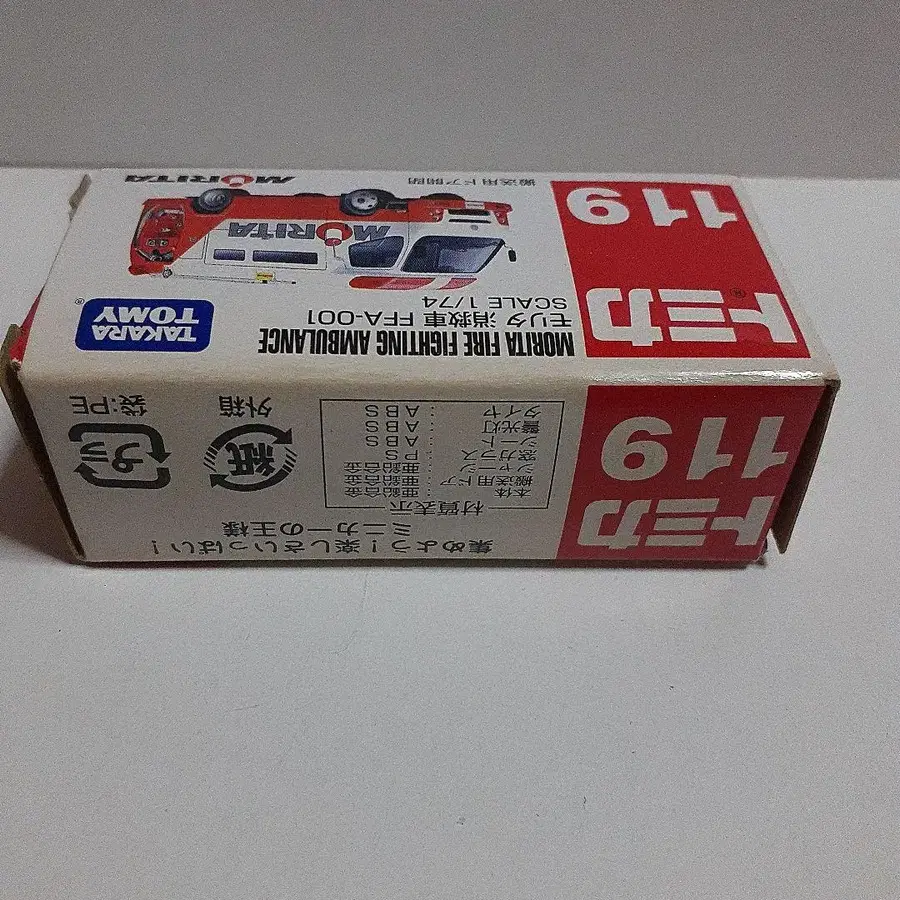 トミカ®
119
MORITA FIRE FIGHTING AMBULANCE
モリタ 消救車 FFA-001
SCALE 1/74
TAKARA
TOMY®
MORITA
搬送用ドア開閉
MORITA
トミカ
119
集めよう!楽しさいっぱい!
ミニカーの王様
材質表示
本体 : 亜鉛合金
搬送用ドア : 亜鉛合金
シャーシ : 亜鉛合金
窓ガラス : PS
シート : ABS
警光灯 : ABS
タイヤ : ABS
紙
外箱
プラ
袋:PE